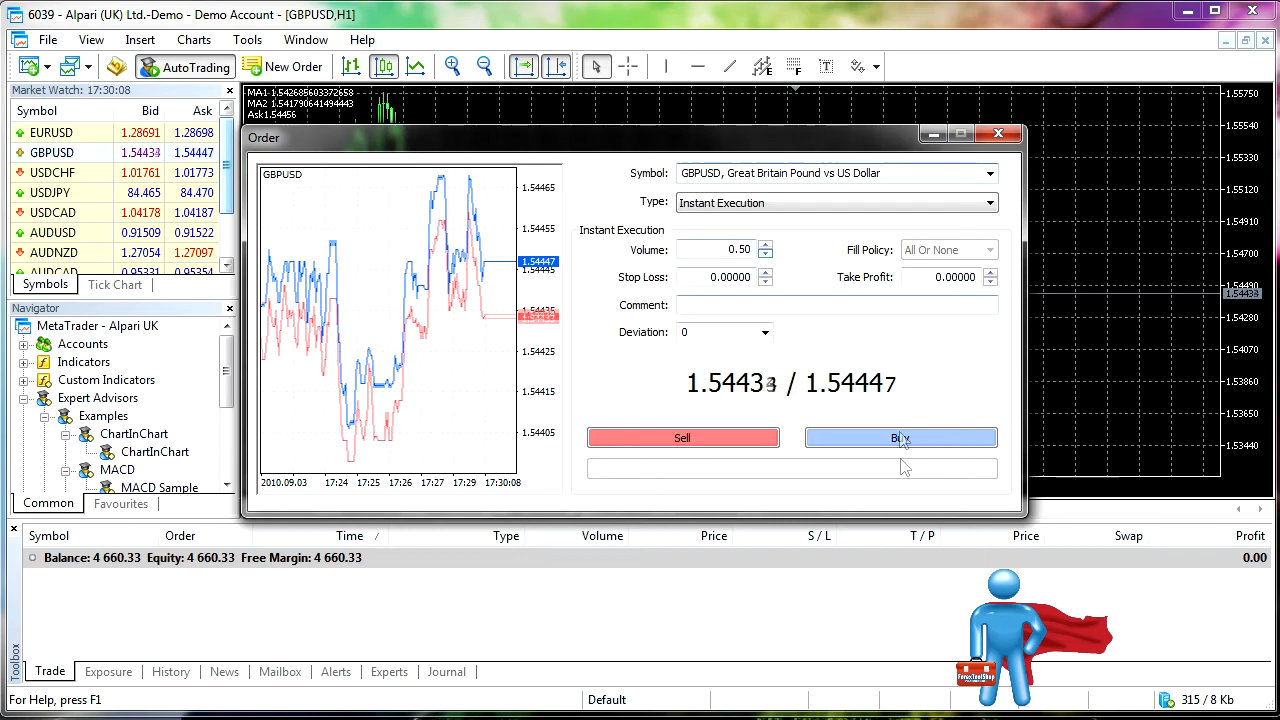 6039 - Alpari (UK) Ltd.-Demo - Demo Account - [GBPUSD,H1]
File View Insert Charts Tools Window Help
AutoTrading New Order
E F T
Market Watch: 17:30:08
Symbol Bid Ask
EURUSD 1.28691 1.28698
GBPUSD 1.54434 1.54447
USDCHF 1.01761 1.01773
USDJPY 84.465 84.470
USDCAD 1.04178 1.04187
AUDUSD 0.91509 0.91522
AUDNZD 1.27054 1.27097
AUDCAD 0.95331 0.95349
Symbols Tick Chart
Navigator
MetaTrader - Alpari UK
Accounts
Indicators
Custom Indicators
Expert Advisors
Examples
ChartInChart
ChartInChart
MACD
MACD Sample
Common Favourites
MA1 1.542685603372658
MA2 1.541790641494443
Ask1.54456
1.55750
1.55540
1.55330
1.55120
1.54910
1.54700
1.54490
1.54280
1.54070
1.53860
1.53650
1.53440
Order
GBPUSD
1.54465
1.54455
1.54447
1.54445
1.54435
1.54425
1.54415
1.54405
2010.09.03 17:24 17:25 17:26 17:27 17:29 17:30:08
Symbol: GBPUSD, Great Britain Pound vs US Dollar
Type: Instant Execution
Instant Execution
Volume: 0.50 Fill Policy: All Or None
Stop Loss: 0.00000 Take Profit: 0.00000
Comment:
Deviation: 0
/ 1.54447
Sell Buy
Symbol Order Time / Type Volume Price S / L T / P Price Swap Profit
Balance: 4 660.33 Equity: 4 660.33 Free Margin: 4 660.33 0.00
Toolbox
ForexToolShop
Trade Exposure History News Mailbox Alerts Experts Journal
For Help, press F1 Default 315 / 8 Kb